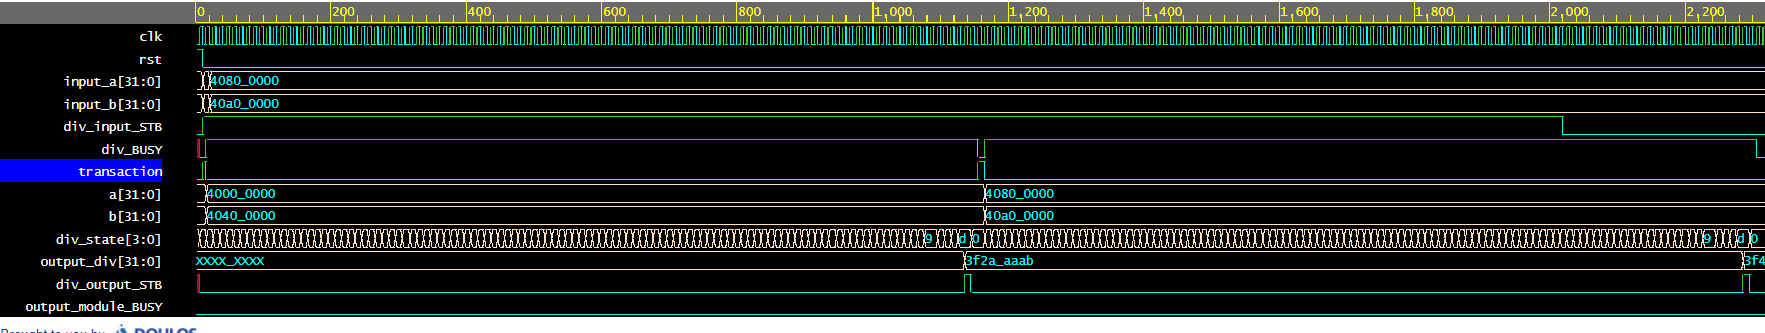 0 200 400 600 800 1,000 1,200 1,400 1,600 1,800 2,000 2,200
clk
rst
input_a[31:0] 4080_0000
input_b[31:0] 40a0_0000
div_input_STB
div_BUSY
transaction
a[31:0] 4000_0000 4080_0000
b[31:0] 4040_0000 40a0_0000
div_state[3:0] 9 d 0 9 d 0
output_div[31:0] XXXX_XXXX 3f2a_aaab 3f4
div_output_STB
output_module_BUSY
Brought to you by DOULOS